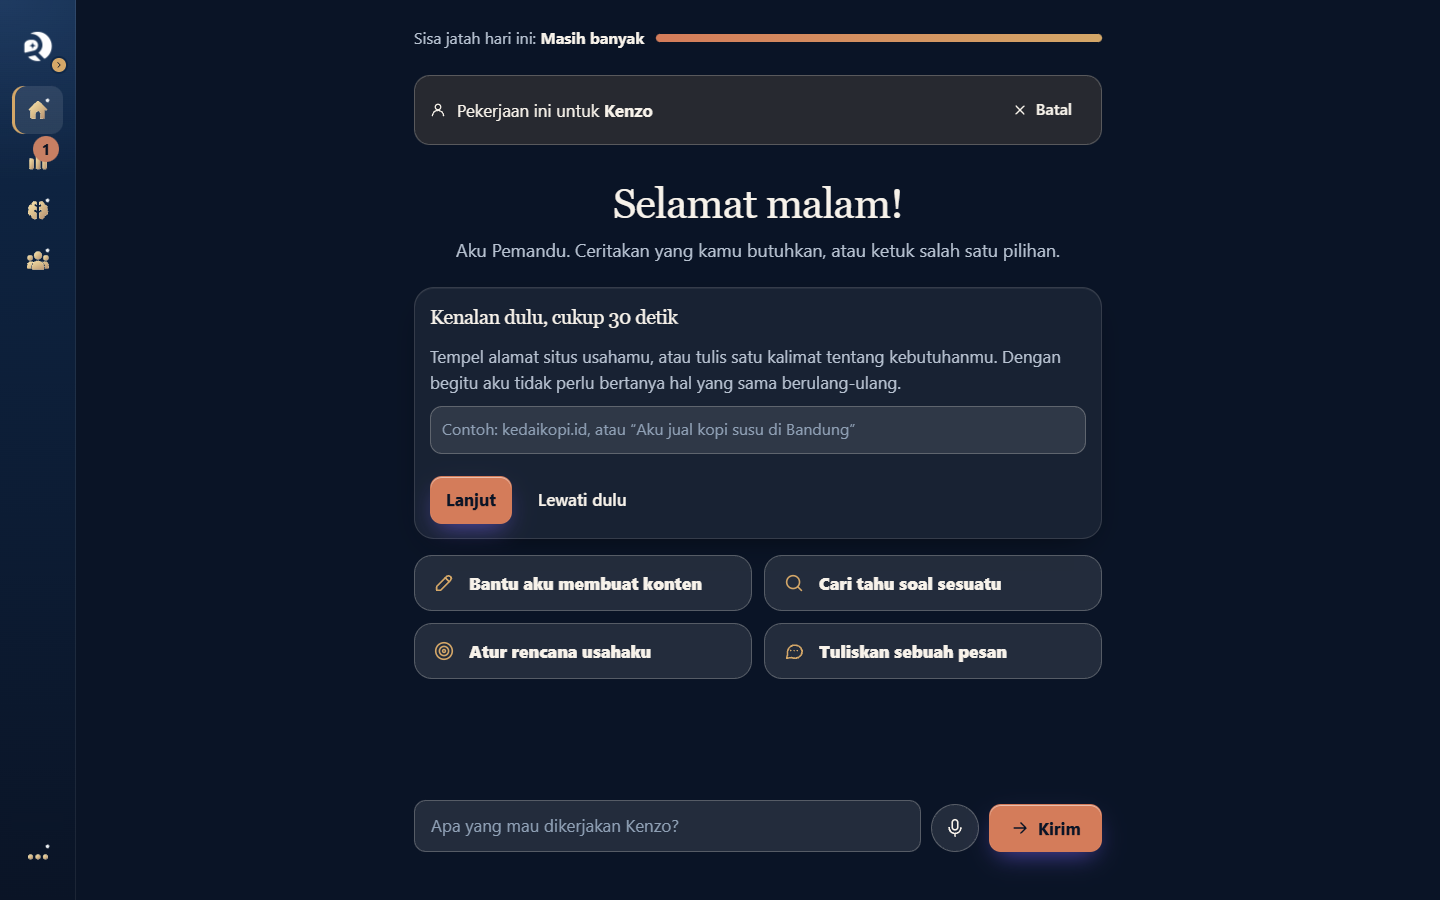 Sisa jatah hari ini: Masih banyak
Pekerjaan ini untuk Kenzo
Batal
1
Selamat malam!
Aku Pemandu. Ceritakan yang kamu butuhkan, atau ketuk salah satu pilihan.
Kenalan dulu, cukup 30 detik
Tempel alamat situs usahamu, atau tulis satu kalimat tentang kebutuhanmu. Dengan
begitu aku tidak perlu bertanya hal yang sama berulang-ulang.
Contoh: kedaikopi.id, atau “Aku jual kopi susu di Bandung”
Lanjut
Lewati dulu
Bantu aku membuat konten
Cari tahu soal sesuatu
Atur rencana usahaku
Tuliskan sebuah pesan
Apa yang mau dikerjakan Kenzo?
Kirim